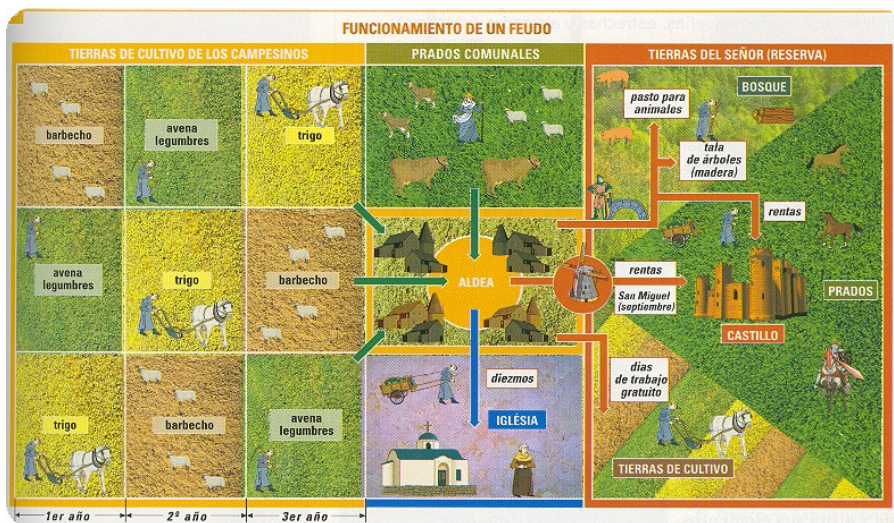 FUNCIONAMIENTO DE UN FEUDO
TIERRAS DE CULTIVO DE LOS CAMPESINOS
PRADOS COMUNALES
TIERRAS DEL SEÑOR (RESERVA)
barbecho
avena
legumbres
trigo
avena
legumbres
trigo
barbecho
trigo
barbecho
avena
legumbres
1er año
2º año
3er año
ALDEA
diezmos
IGLÉSIA
BOSQUE
pasto para
animales
tala
de árboles
(madera)
rentas
rentas
San Miguel
(septiembre)
PRADOS
CASTILLO
días
de trabajo
gratuito
TIERRAS DE CULTIVO